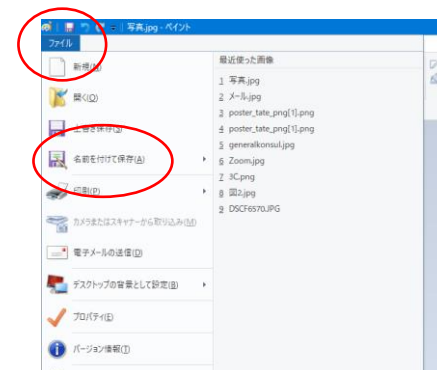 写真.jpg - ペイント
ファイル
新規(N)
開く(O)
上書き保存(S)
名前を付けて保存(A)
印刷(P)
カメラまたはスキャナーから取り込み(M)
電子メールの送信(D)
デスクトップの背景として設定(B)
プロパティ(E)
バージョン情報(T)
最近使った画像
1 写真.jpg
2 メール.jpg
3 poster_tate_png[1].png
4 poster_tate_png[1].png
5 generalkonsul.jpg
6 Zoom.jpg
7 3C.png
8 図2.jpg
9 DSCF6570.JPG